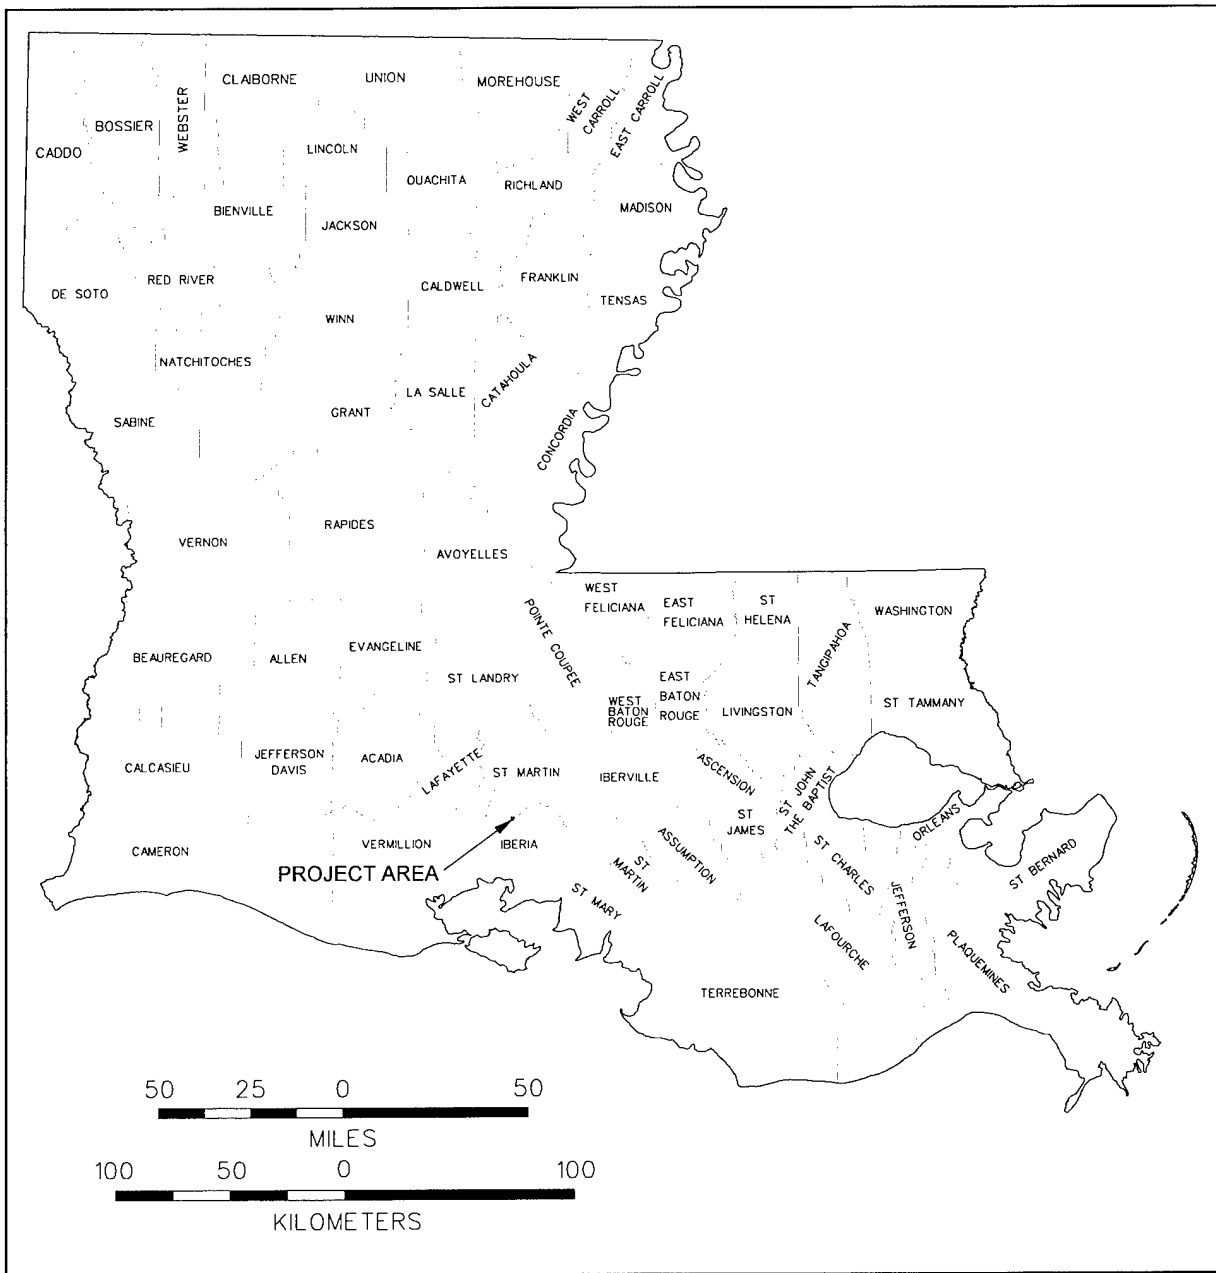 CLAIBORNE
UNION
MOREHOUSE
WEST
CARROLL
EAST CARROLL
WEBSTER
BOSSIER
CADDO
LINCOLN
OUACHITA
RICHLAND
MADISON
BIENVILLE
JACKSON
RED RIVER
DE SOTO
CALDWELL
FRANKLIN
TENSAS
WINN
NATCHITOCHES
LA SALLE
CATAHOULA
SABINE
GRANT
CONCORDIA
VERNON
RAPIDES
AVOYELLES
WEST
FELICIANA
EAST
FELICIANA
ST
HELENA
TANGIPAHOA
WASHINGTON
POINTE COUPEE
BEAUREGARD
ALLEN
EVANGELINE
ST LANDRY
WEST
BATON
ROUGE
EAST
BATON
ROUGE
LIVINGSTON
ST TAMMANY
CALCASIEU
JEFFERSON
DAVIS
ACADIA
LAFAYETTE
ST MARTIN
IBERVILLE
ASCENSION
ST JOHN
THE BAPTIST
ST
JAMES
ORLEANS
CAMERON
VERMILLION
IBERIA
PROJECT AREA
ST
MARTIN
ASSUMPTION
ST CHARLES
JEFFERSON
ST BERNARD
ST MARY
LAFOURCHE
PLAQUEMINES
TERREBONNE
50 25 0 50
MILES
100 50 0 100
KILOMETERS